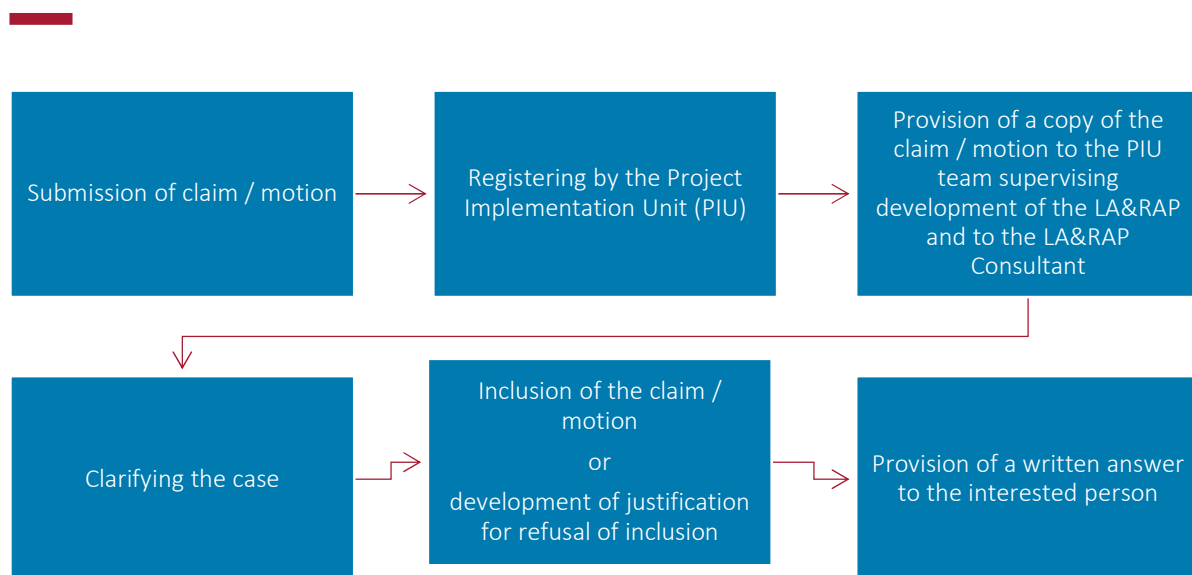 Submission of claim / motion
Registering by the Project
Implementation Unit (PIU)
Provision of a copy of the
claim / motion to the PIU
team supervising
development of the LA&RAP
and to the LA&RAP
Consultant
Clarifying the case
Inclusion of the claim /
motion
or
development of justification
for refusal of inclusion
Provision of a written answer
to the interested person